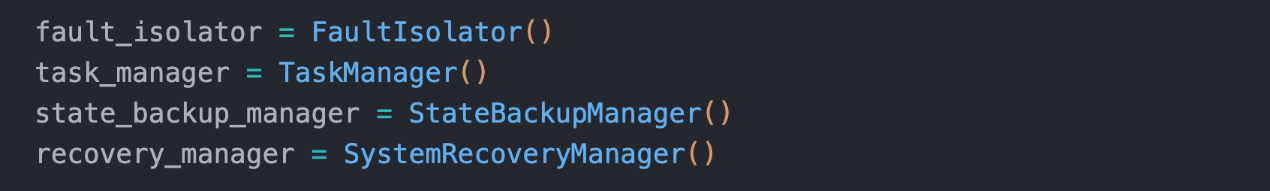 fault_isolator = FaultIsolator()
task_manager = TaskManager()
state_backup_manager = StateBackupManager()
recovery_manager = SystemRecoveryManager()